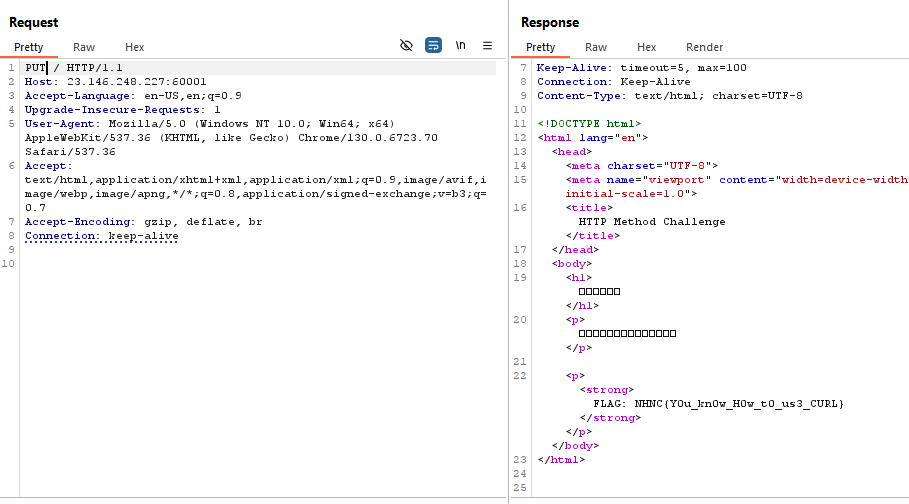 Request
Pretty Raw Hex
\n
1 PUT / HTTP/1.1
2 Host: 23.146.248.227:60001
3 Accept-Language: en-US,en;q=0.9
4 Upgrade-Insecure-Requests: 1
5 User-Agent: Mozilla/5.0 (Windows NT 10.0; Win64; x64)
AppleWebKit/537.36 (KHTML, like Gecko) Chrome/130.0.6723.70
Safari/537.36
6 Accept:
text/html,application/xhtml+xml,application/xml;q=0.9,image/avif,i
mage/webp,image/apng,*/*;q=0.8,application/signed-exchange;v=b3;q=
0.7
7 Accept-Encoding: gzip, deflate, br
8 Connection: keep-alive
9
10
Response
Pretty Raw Hex Render
7 Keep-Alive: timeout=5, max=100
8 Connection: Keep-Alive
9 Content-Type: text/html; charset=UTF-8
10
11 <!DOCTYPE html>
12 <html lang="en">
13 <head>
14 <meta charset="UTF-8">
15 <meta name="viewport" content="width=device-width
initial-scale=1.0">
16 <title>
HTTP Method Challenge
</title>
17 </head>
18 <body>
19 <h1>
□□□□□□
</h1>
20 <p>
□□□□□□□□□□□□□□
</p>
21
22 <p>
<strong>
FLAG: NHNC{Y0u_kn0w_H0w_t0_us3_CURL}
</strong>
</p>
</body>
23 </html>
24
25